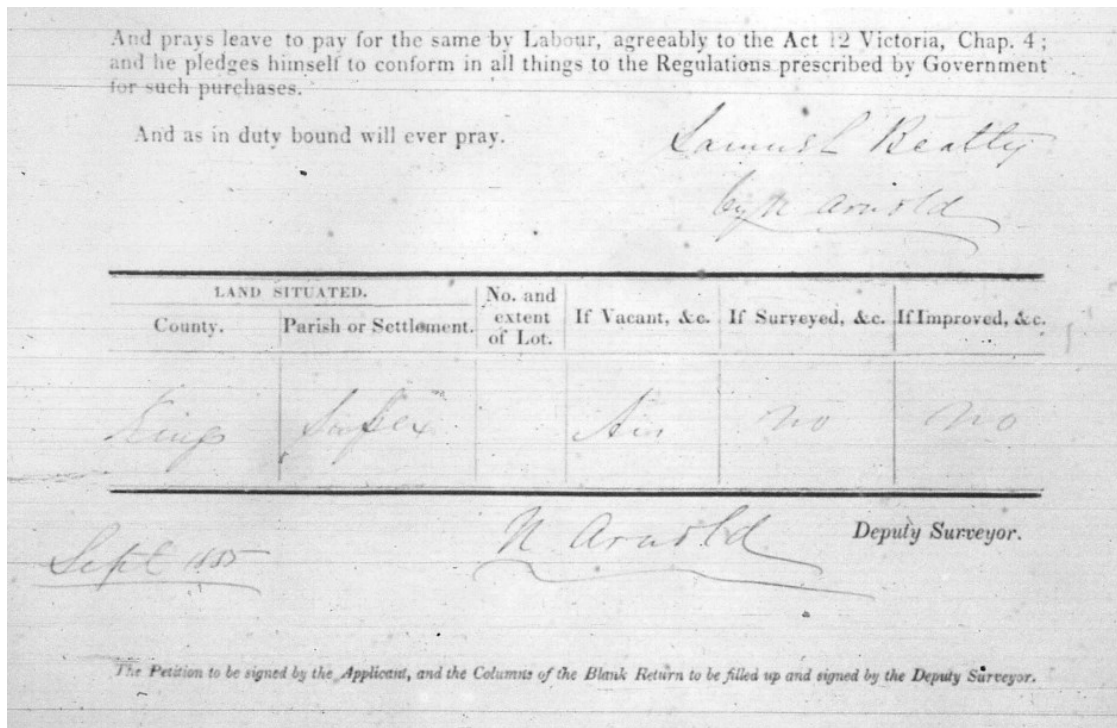 And prays leave to pay for the same by Labour, agreeably to the Act 12 Victoria, Chap. 4;
and he pledges himself to conform in all things to the Regulations prescribed by Government
for such purchases.
And as in duty bound will ever pray.
Samuel Beatty
by N Arnold
LAND SITUATED.
County. Parish or Settlement. No. and extent of Lot. If Vacant, &c. If Surveyed, &c. If Improved, &c.
Kings Sussex no no
N Arnold Deputy Surveyor.
Sept 1855
The Petition to be signed by the Applicant, and the Columns of the Blank Return to be filled up and signed by the Deputy Surveyor.